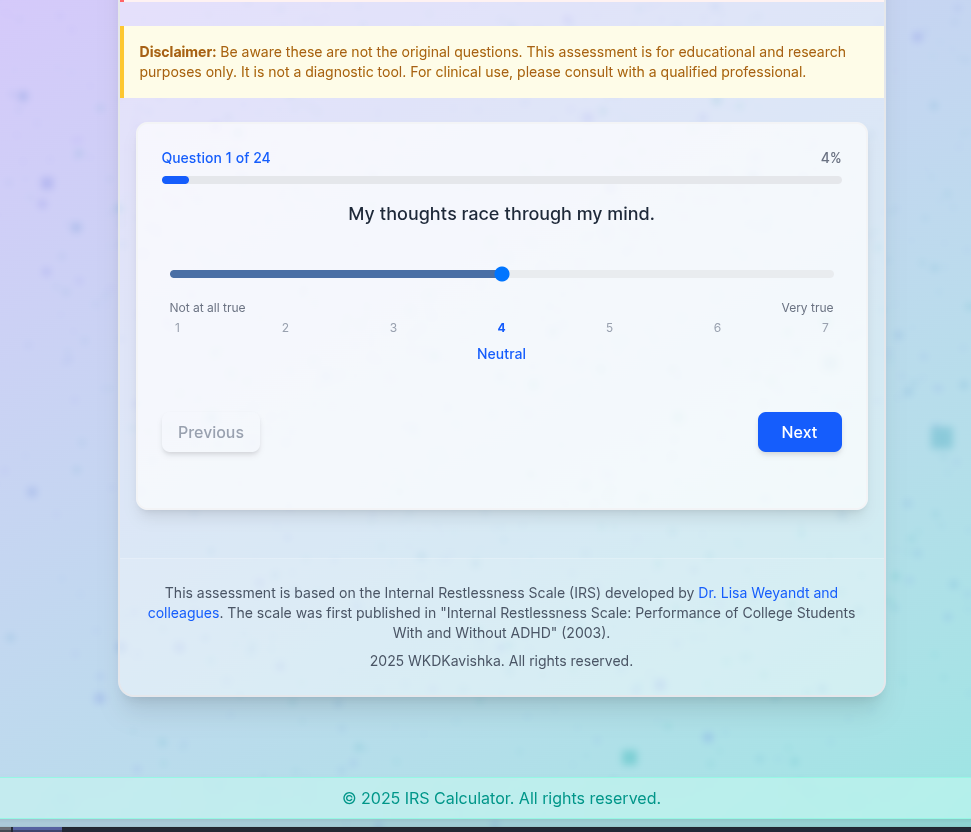 Disclaimer: Be aware these are not the original questions. This assessment is for educational and research
purposes only. It is not a diagnostic tool. For clinical use, please consult with a qualified professional.
Question 1 of 24
4%
My thoughts race through my mind.
Not at all true
Very true
1 2 3 4 5 6 7
Neutral
Previous
Next
This assessment is based on the Internal Restlessness Scale (IRS) developed by Dr. Lisa Weyandt and
colleagues. The scale was first published in "Internal Restlessness Scale: Performance of College Students
With and Without ADHD" (2003).
2025 WKDKavishka. All rights reserved.
© 2025 IRS Calculator. All rights reserved.